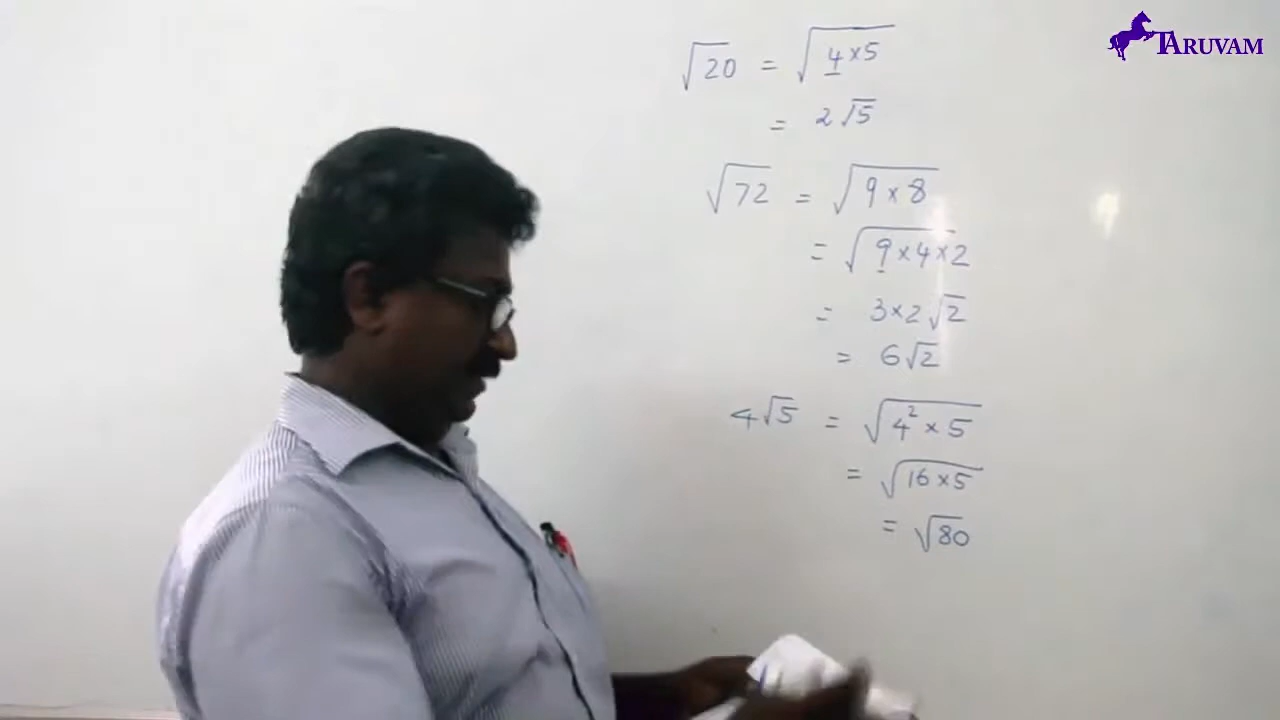 TARUVAM
√20 = √4×5
= 2√5
√72 = √9×8
= √9×4×2
= 3×2√2
= 6√2
4√5 = √4²×5
= √16×5
= √80